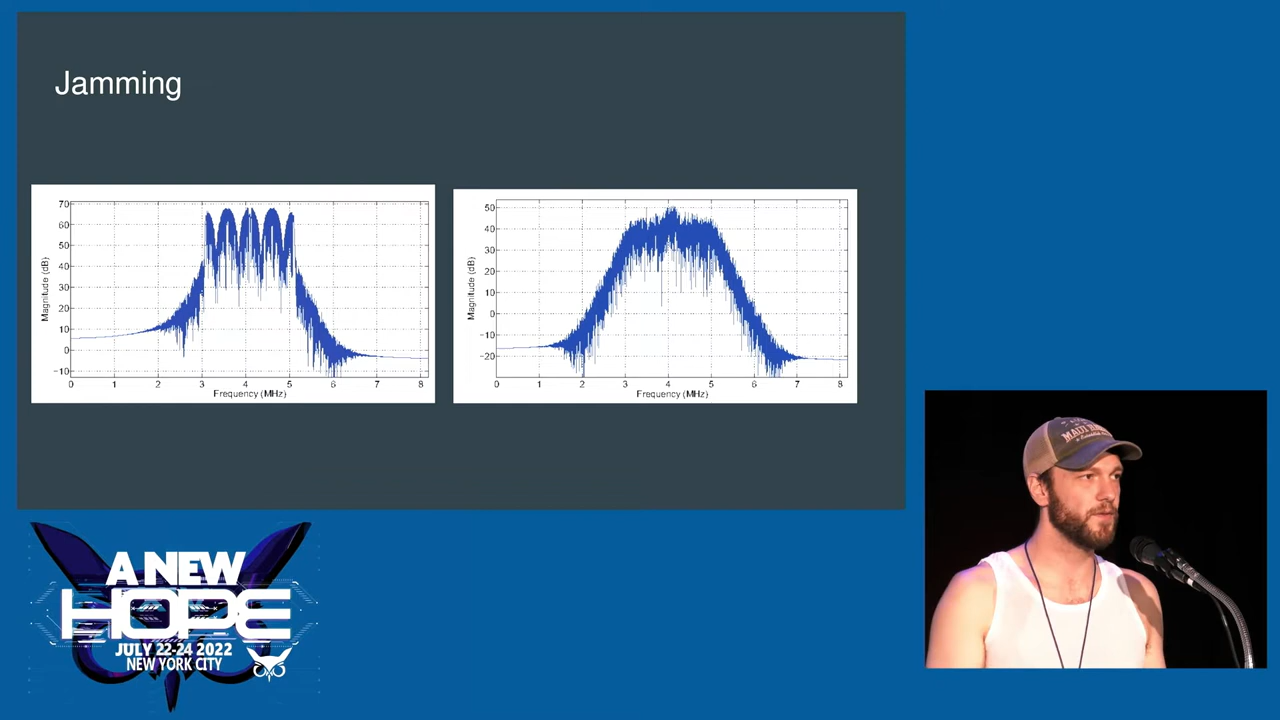 Jamming
70
60
50
40
30
20
10
0
−10
Magnitude (dB)
0 1 2 3 4 5 6 7 8
Frequency (MHz)
50
40
30
20
10
0
−10
−20
Magnitude (dB)
0 1 2 3 4 5 6 7 8
Frequency (MHz)
A NEW
HOPE
JULY 22-24 2022
NEW YORK CITY